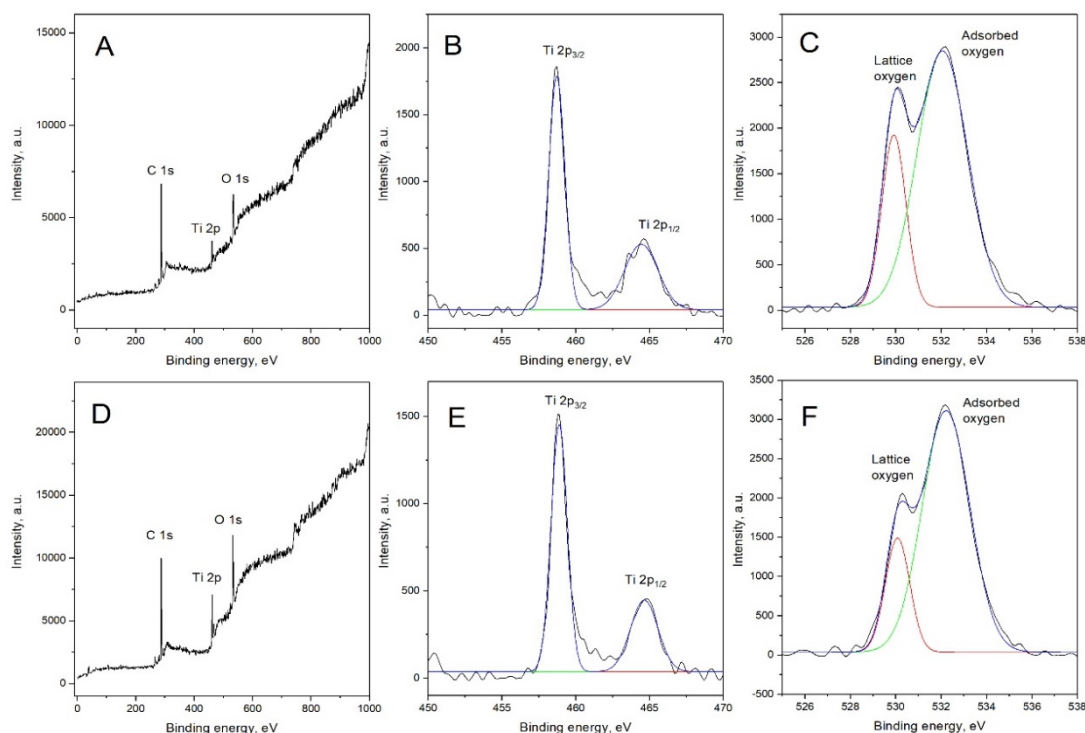 A
15000
10000
5000
0
C 1s
Ti 2p
O 1s
Intensity, a.u.
0 200 400 600 800 1000
Binding energy, eV
B
2000
1500
1000
500
0
Ti 2p3/2
Ti 2p1/2
Intensity, a.u.
450 455 460 465 470
Binding energy, eV
C
3000
2500
2000
1500
1000
500
0
Lattice
oxygen
Adsorbed
oxygen
Intensity, a.u.
526 528 530 532 534 536 538
Binding energy, eV
D
20000
15000
10000
5000
0
C 1s
Ti 2p
O 1s
Intensity, a.u.
0 200 400 600 800 1000
Binding energy, eV
E
1500
1000
500
0
Ti 2p3/2
Ti 2p1/2
Intensity, a.u.
450 455 460 465 470
Binding energy, eV
F
3500
3000
2500
2000
1500
1000
500
0
-500
Lattice
oxygen
Adsorbed
oxygen
Intensity, a.u.
526 528 530 532 534 536 538
Binding energy, eV